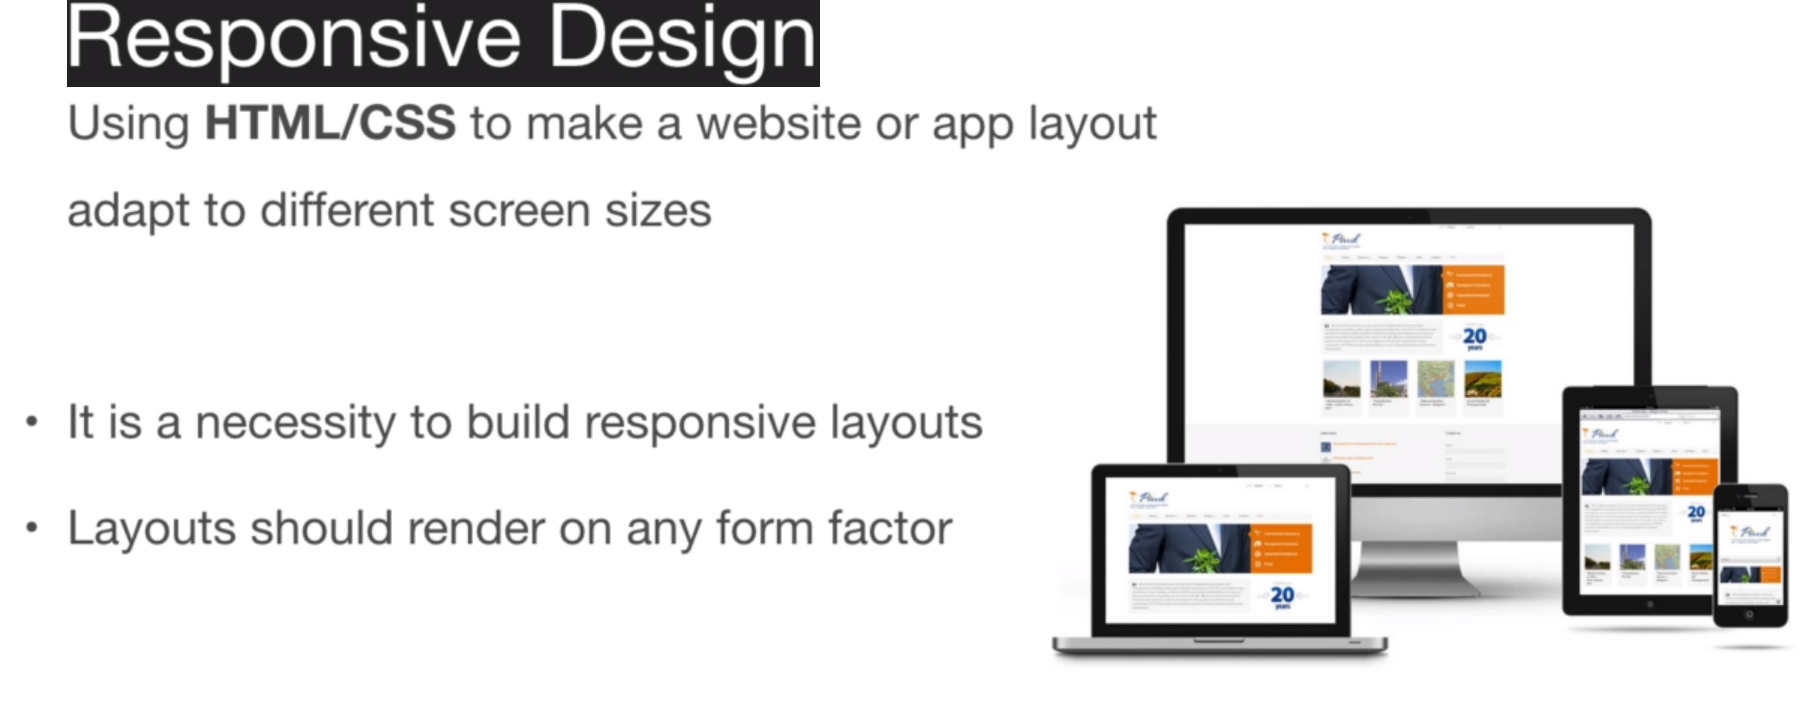 Responsive Design
Using HTML/CSS to make a website or app layout
adapt to different screen sizes
• It is a necessity to build responsive layouts
• Layouts should render on any form factor
20
years
20
years
20